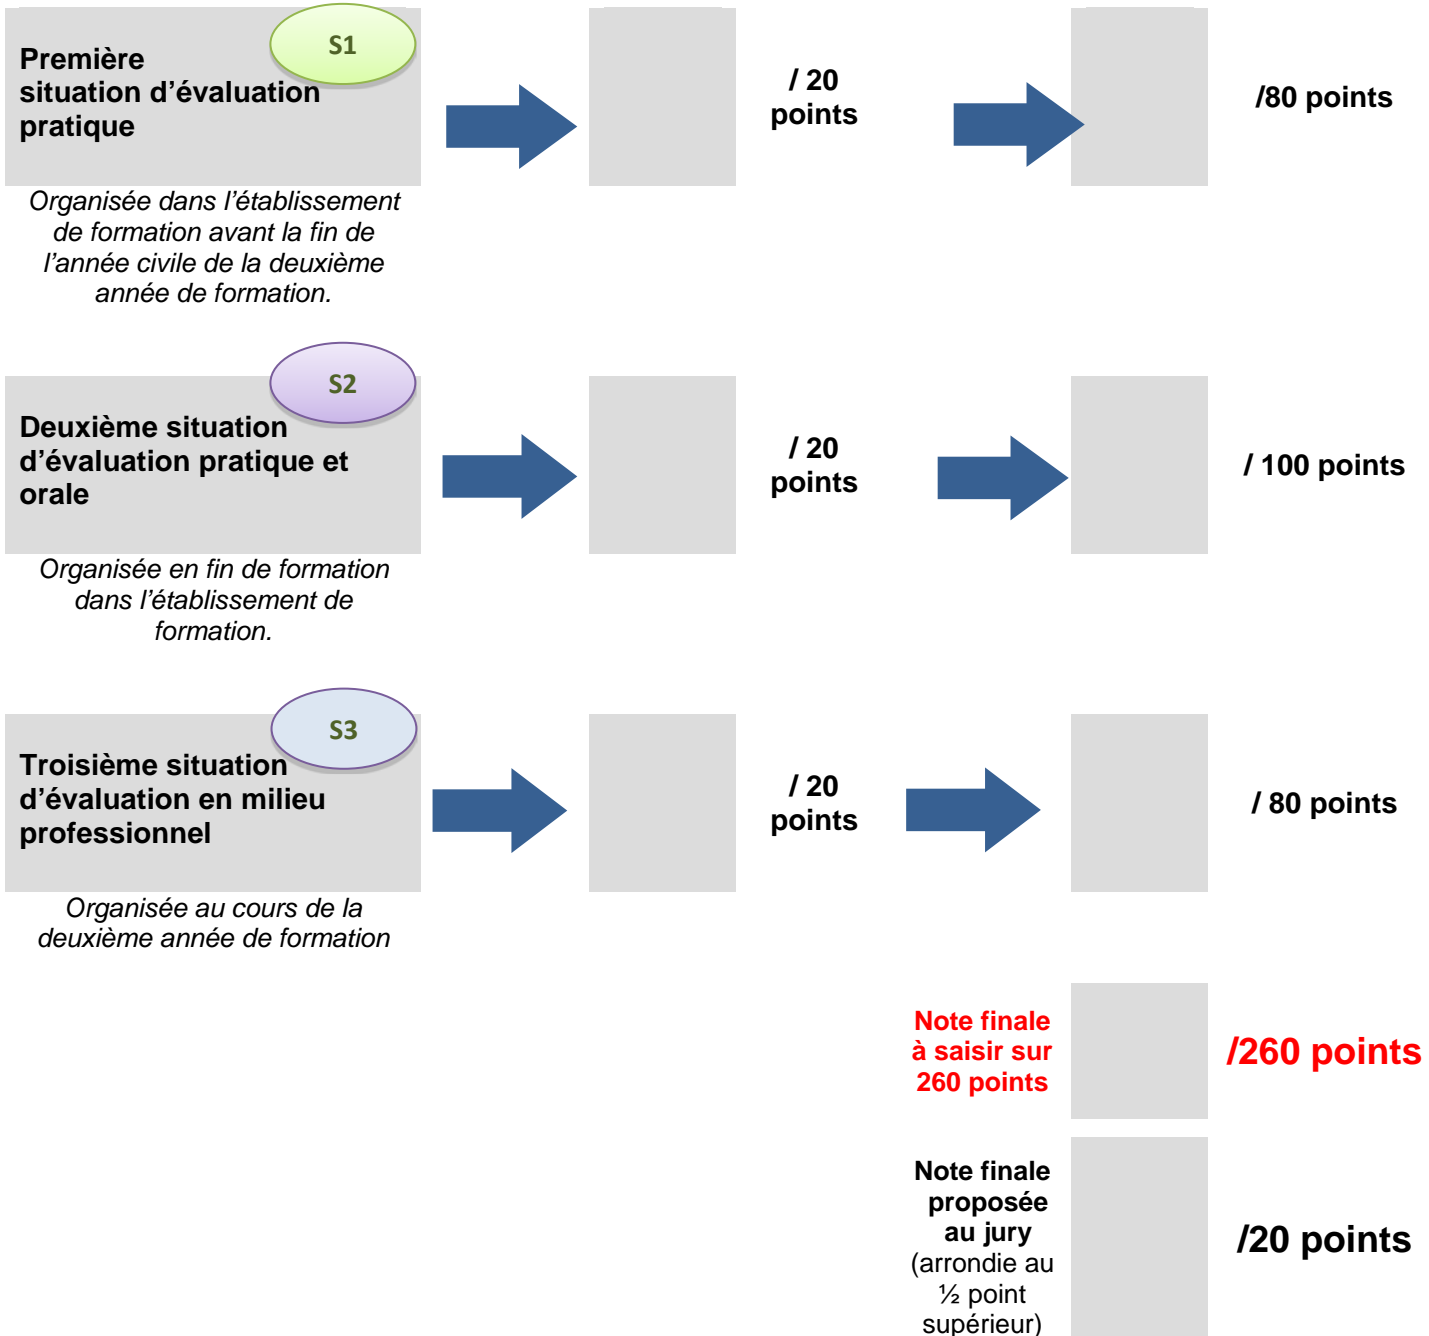 S1
Première
situation d’évaluation
pratique
/ 20
points
/80 points
Organisée dans l’établissement
de formation avant la fin de
l’année civile de la deuxième
année de formation.
S2
Deuxième situation
d’évaluation pratique et
orale
/ 20
points
/ 100 points
Organisée en fin de formation
dans l’établissement de
formation.
S3
Troisième situation
d’évaluation en milieu
professionnel
/ 20
points
/ 80 points
Organisée au cours de la
deuxième année de formation
Note finale
à saisir sur
260 points
/260 points
Note finale
proposée
au jury
(arrondie au
½ point
supérieur)
/20 points